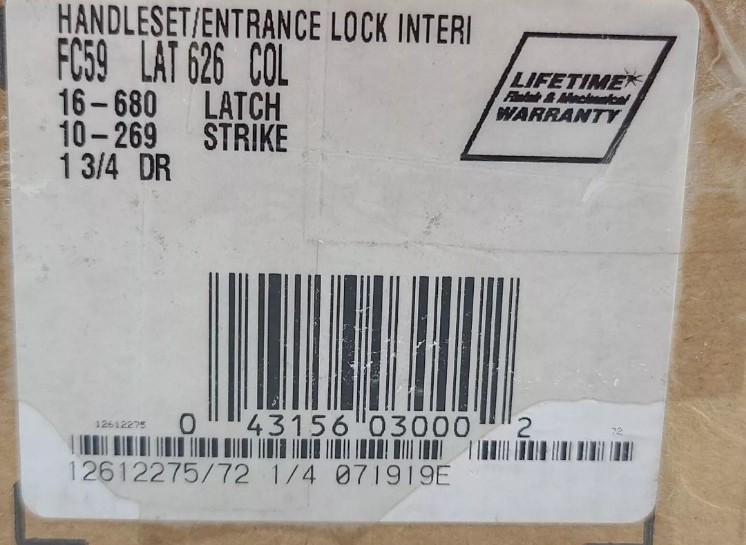 HANDLESET/ENTRANCE LOCK INTERI
FC59 LAT 626 COL
16-680 LATCH
10-269 STRIKE
1 3/4 DR
LIFETIME
Finish & Mechanical
WARRANTY
12612275
0 43156 03000 2
72
12612275/72 1/4 071919E